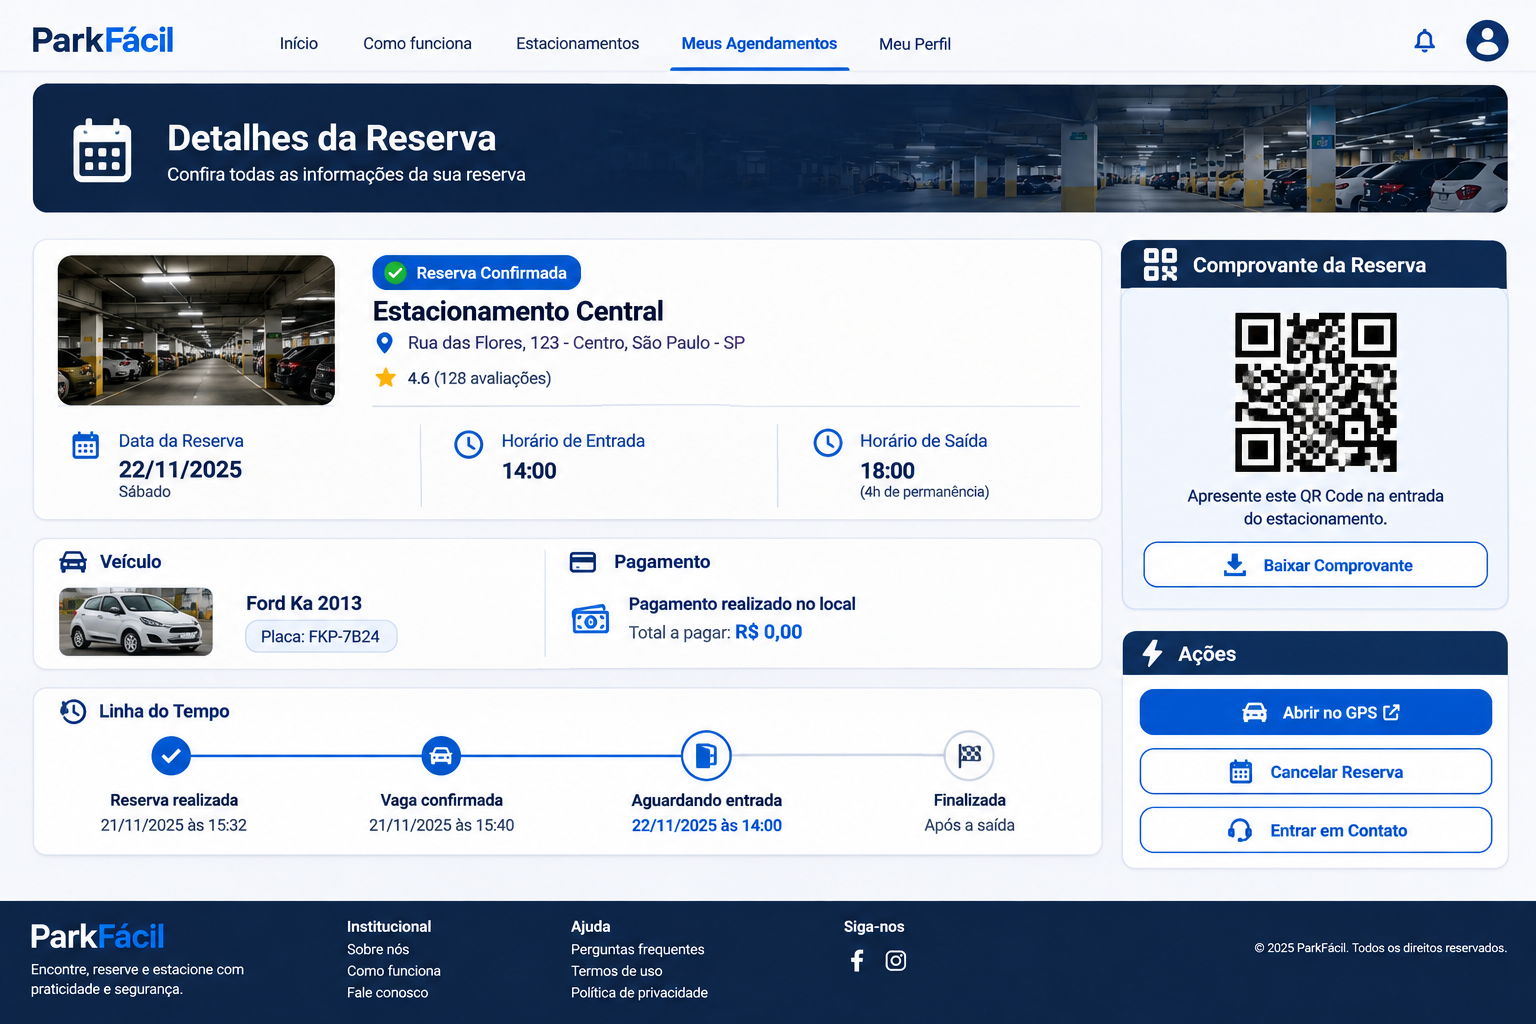 ParkFácil
Início
Como funciona
Estacionamentos
Meus Agendamentos
Meu Perfil
Detalhes da Reserva
Confira todas as informações da sua reserva
Reserva Confirmada
Estacionamento Central
Rua das Flores, 123 - Centro, São Paulo - SP
4.6 (128 avaliações)
Data da Reserva
22/11/2025
Sábado
Horário de Entrada
14:00
Horário de Saída
18:00
(4h de permanência)
Veículo
Ford Ka 2013
Placa: FKP-7B24
Pagamento
Pagamento realizado no local
Total a pagar: R$ 0,00
Linha do Tempo
Reserva realizada
21/11/2025 às 15:32
Vaga confirmada
21/11/2025 às 15:40
Aguardando entrada
22/11/2025 às 14:00
Finalizada
Após a saída
Comprovante da Reserva
Apresente este QR Code na entrada
do estacionamento.
Baixar Comprovante
Ações
Abrir no GPS
Cancelar Reserva
Entrar em Contato
ParkFácil
Encontre, reserve e estacione com
praticidade e segurança.
Institucional
Sobre nós
Como funciona
Fale conosco
Ajuda
Perguntas frequentes
Termos de uso
Política de privacidade
Siga-nos
© 2025 ParkFácil. Todos os direitos reservados.